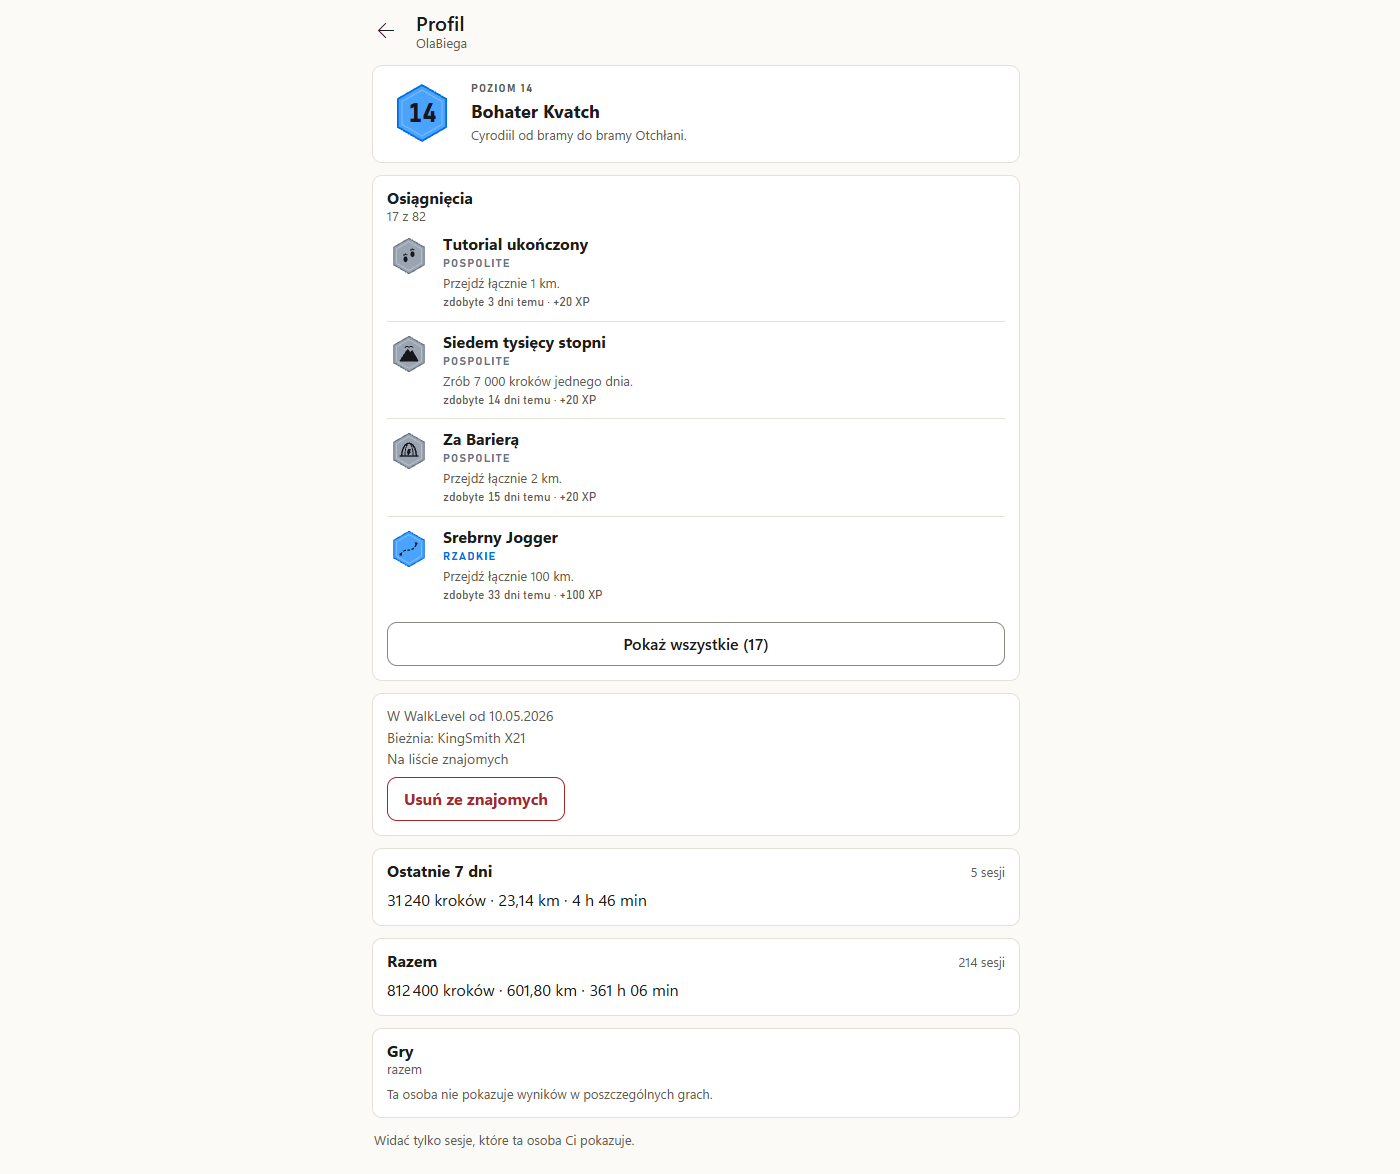 Profil
OlaBiega
14
POZIOM 14
Bohater Kvatch
Cyrodiil od bramy do bramy Otchłani.
Osiągnięcia
17 z 82
Tutorial ukończony
POSPOLITE
Przejdź łącznie 1 km.
zdobyte 3 dni temu · +20 XP
Siedem tysięcy stopni
POSPOLITE
Zrób 7 000 kroków jednego dnia.
zdobyte 14 dni temu · +20 XP
Za Barierą
POSPOLITE
Przejdź łącznie 2 km.
zdobyte 15 dni temu · +20 XP
Srebrny Jogger
RZADKIE
Przejdź łącznie 100 km.
zdobyte 33 dni temu · +100 XP
Pokaż wszystkie (17)
W WalkLevel od 10.05.2026
Bieżnia: KingSmith X21
Na liście znajomych
Usuń ze znajomych
Ostatnie 7 dni
5 sesji
31 240 kroków · 23,14 km · 4 h 46 min
Razem
214 sesji
812 400 kroków · 601,80 km · 361 h 06 min
Gry
razem
Ta osoba nie pokazuje wyników w poszczególnych grach.
Widać tylko sesje, które ta osoba Ci pokazuje.